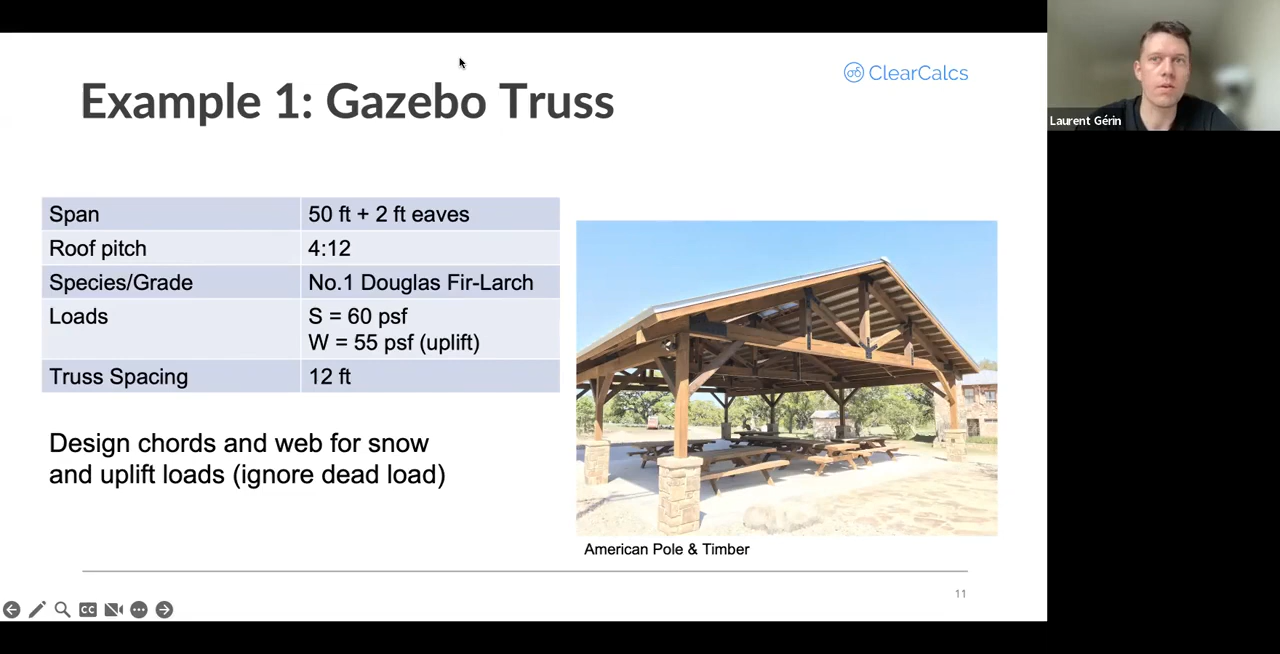 ClearCalcs
Example 1: Gazebo Truss
Laurent Gérin
Span 50 ft + 2 ft eaves
Roof pitch 4:12
Species/Grade No.1 Douglas Fir-Larch
Loads S = 60 psf
W = 55 psf (uplift)
Truss Spacing 12 ft
Design chords and web for snow
and uplift loads (ignore dead load)
American Pole & Timber
11
CC